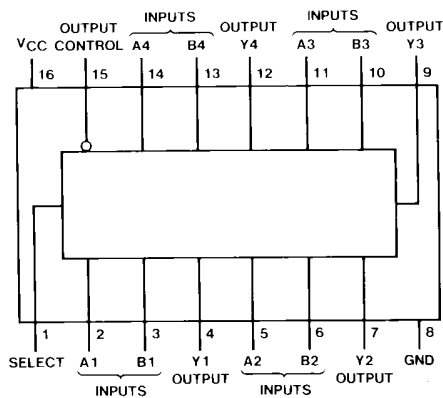 INPUTS INPUTS
OUTPUT OUTPUT OUTPUT
VCC CONTROL A4 B4 Y4 A3 B3 Y3
16 15 14 13 12 11 10 9
1 2 3 4 5 6 7 8
SELECT A1 B1 Y1 A2 B2 Y2 GND
INPUTS OUTPUT INPUTS OUTPUT